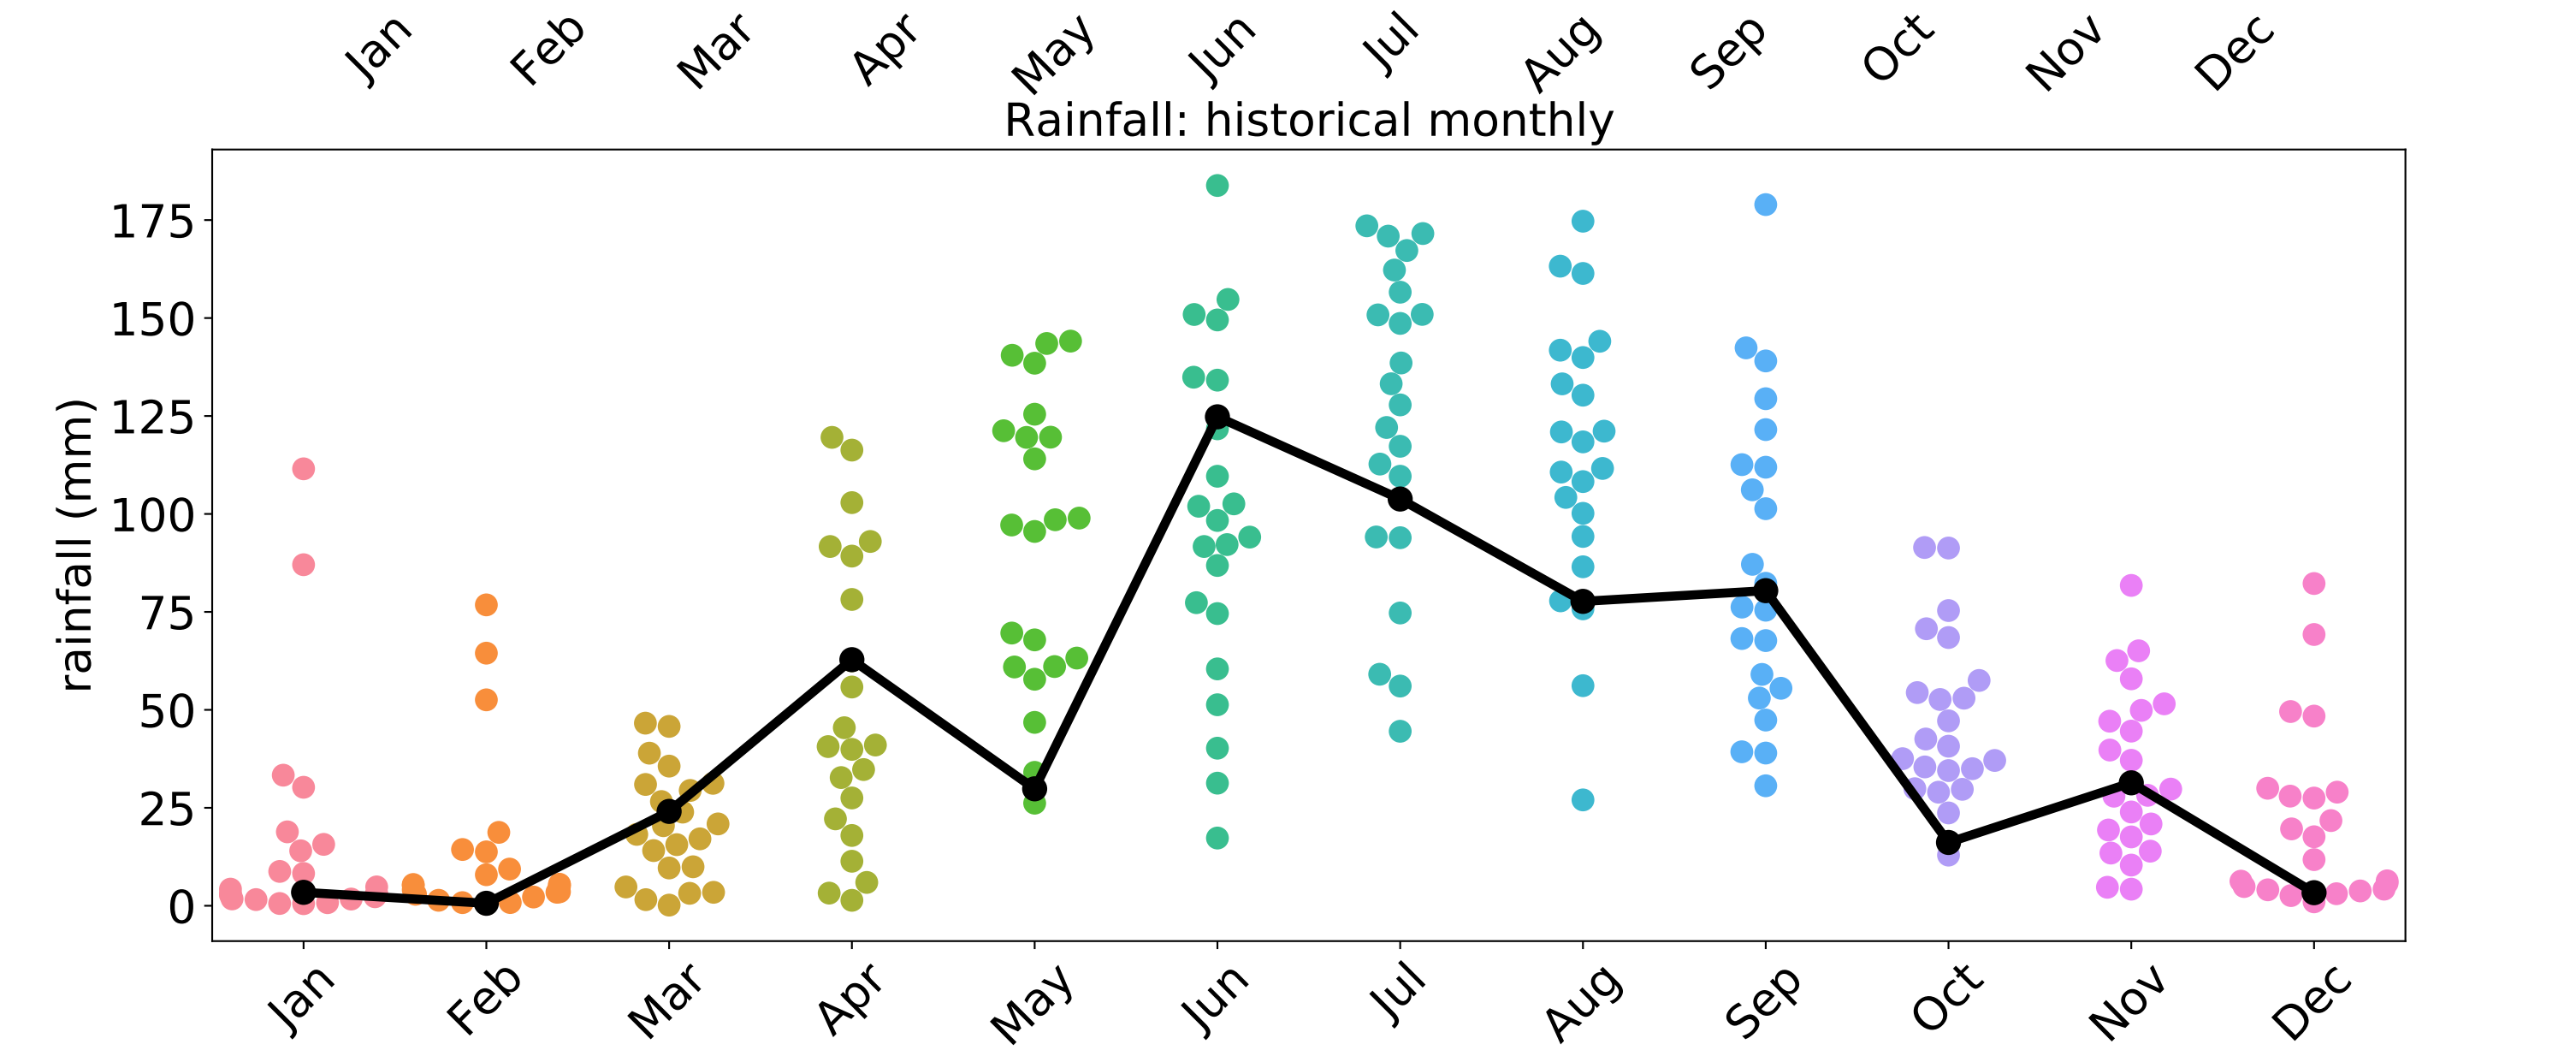 Jan Feb Mar Apr May Jun Jul Aug Sep Oct Nov Dec
Rainfall: historical monthly
rainfall (mm)
175
150
125
100
75
50
25
0
Jan Feb Mar Apr May Jun Jul Aug Sep Oct Nov Dec